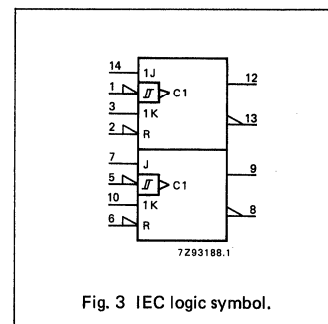 14 1J 12
1 C1
3 1K 13
2 R
7 J 9
5 C1
10 1K 8
6 R
7Z93188.1
Fig. 3 IEC logic symbol.